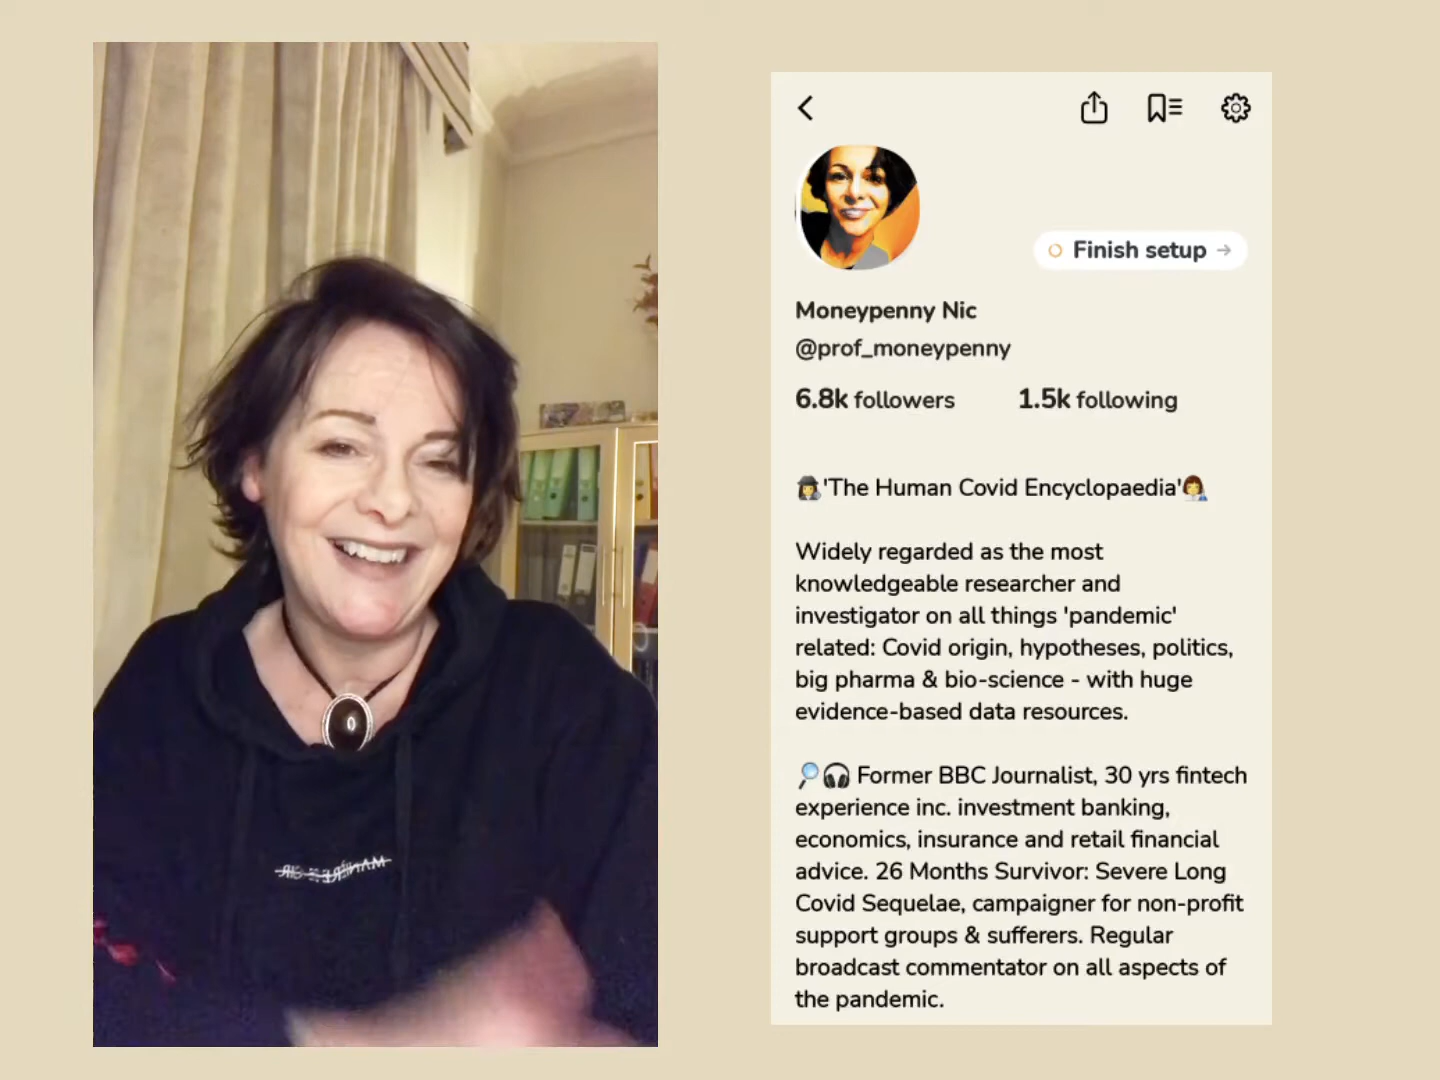 Finish setup →
Moneypenny Nic
@prof_moneypenny
6.8k followers 1.5k following
'The Human Covid Encyclopaedia'
Widely regarded as the most
knowledgeable researcher and
investigator on all things 'pandemic'
related: Covid origin, hypotheses, politics,
big pharma & bio-science - with huge
evidence-based data resources.
Former BBC Journalist, 30 yrs fintech
experience inc. investment banking,
economics, insurance and retail financial
advice. 26 Months Survivor: Severe Long
Covid Sequelae, campaigner for non-profit
support groups & sufferers. Regular
broadcast commentator on all aspects of
the pandemic.